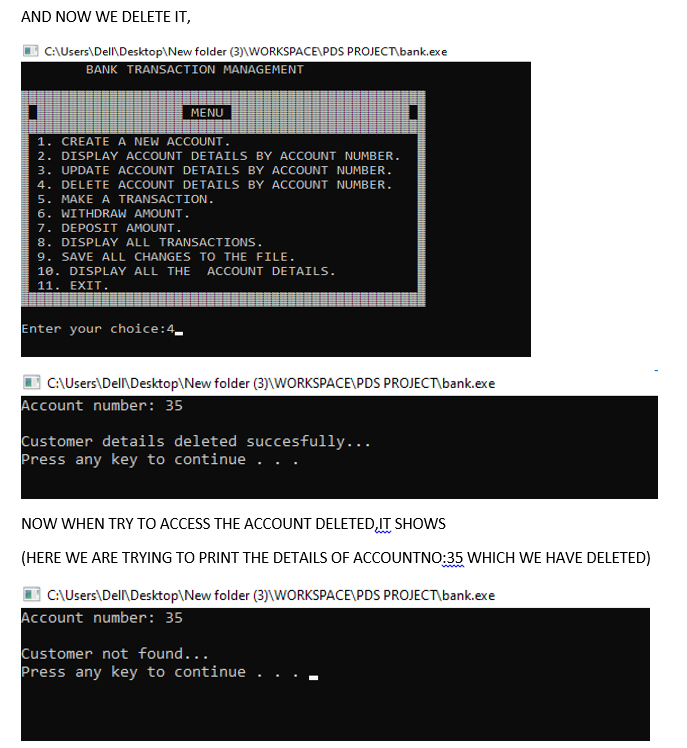 AND NOW WE DELETE IT,
C:\Users\Dell\Desktop\New folder (3)\WORKSPACE\PDS PROJECT\bank.exe
BANK TRANSACTION MANAGEMENT
MENU
1. CREATE A NEW ACCOUNT.
2. DISPLAY ACCOUNT DETAILS BY ACCOUNT NUMBER.
3. UPDATE ACCOUNT DETAILS BY ACCOUNT NUMBER.
4. DELETE ACCOUNT DETAILS BY ACCOUNT NUMBER.
5. MAKE A TRANSACTION.
6. WITHDRAW AMOUNT.
7. DEPOSIT AMOUNT.
8. DISPLAY ALL TRANSACTIONS.
9. SAVE ALL CHANGES TO THE FILE.
10. DISPLAY ALL THE  ACCOUNT DETAILS.
11. EXIT.
Enter your choice:4
C:\Users\Dell\Desktop\New folder (3)\WORKSPACE\PDS PROJECT\bank.exe
Account number: 35
Customer details deleted succesfully...
Press any key to continue . . .
NOW WHEN TRY TO ACCESS THE ACCOUNT DELETED,IT SHOWS
(HERE WE ARE TRYING TO PRINT THE DETAILS OF ACCOUNTNO:35 WHICH WE HAVE DELETED)
C:\Users\Dell\Desktop\New folder (3)\WORKSPACE\PDS PROJECT\bank.exe
Account number: 35
Customer not found...
Press any key to continue . . .